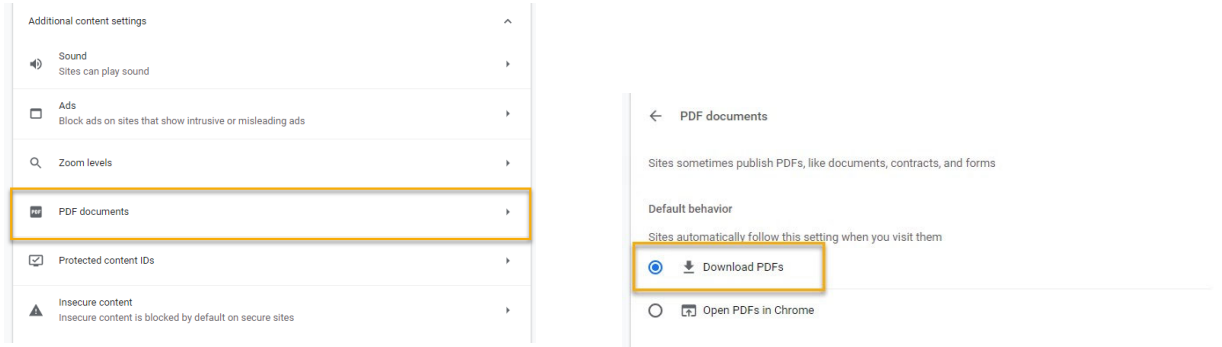 Additional content settings
Sound
Sites can play sound
Ads
Block ads on sites that show intrusive or misleading ads
Zoom levels
PDF
PDF documents
Protected content IDs
Insecure content
Insecure content is blocked by default on secure sites
PDF documents
Sites sometimes publish PDFs, like documents, contracts, and forms
Default behavior
Sites automatically follow this setting when you visit them
Download PDFs
Open PDFs in Chrome